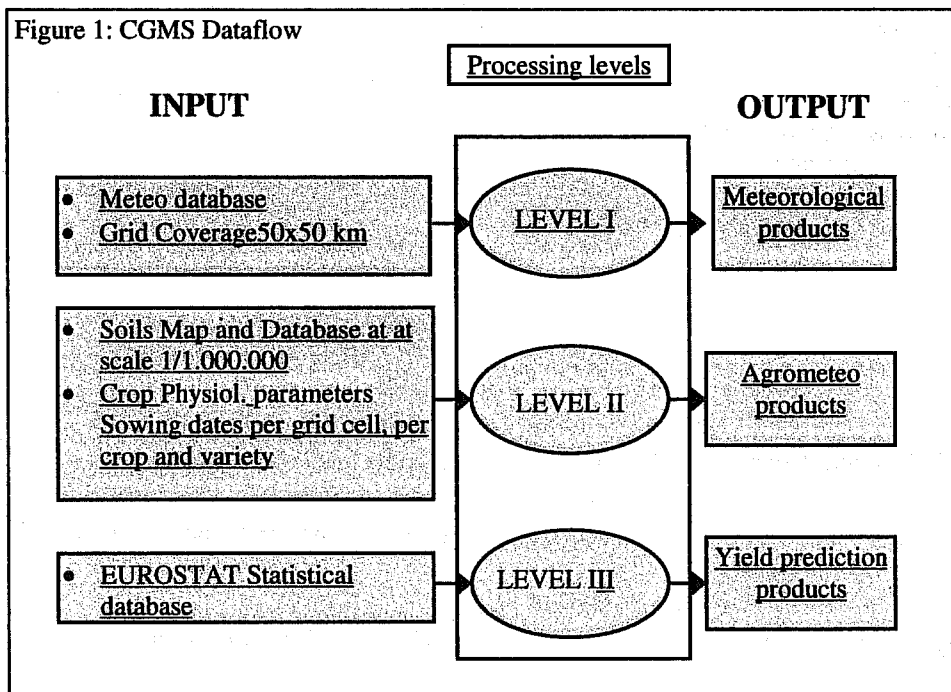 Figure 1: CGMS Dataflow
Processing levels
INPUT
OUTPUT
• Meteo database
• Grid Coverage50x50 km
LEVEL I
Meteorological
products
• Soils Map and Database at at
scale 1/1.000.000
• Crop Physiol. parameters
Sowing dates per grid cell, per
crop and variety
LEVEL II
Agrometeo
products
• EUROSTAT Statistical
database
LEVEL III
Yield prediction
products